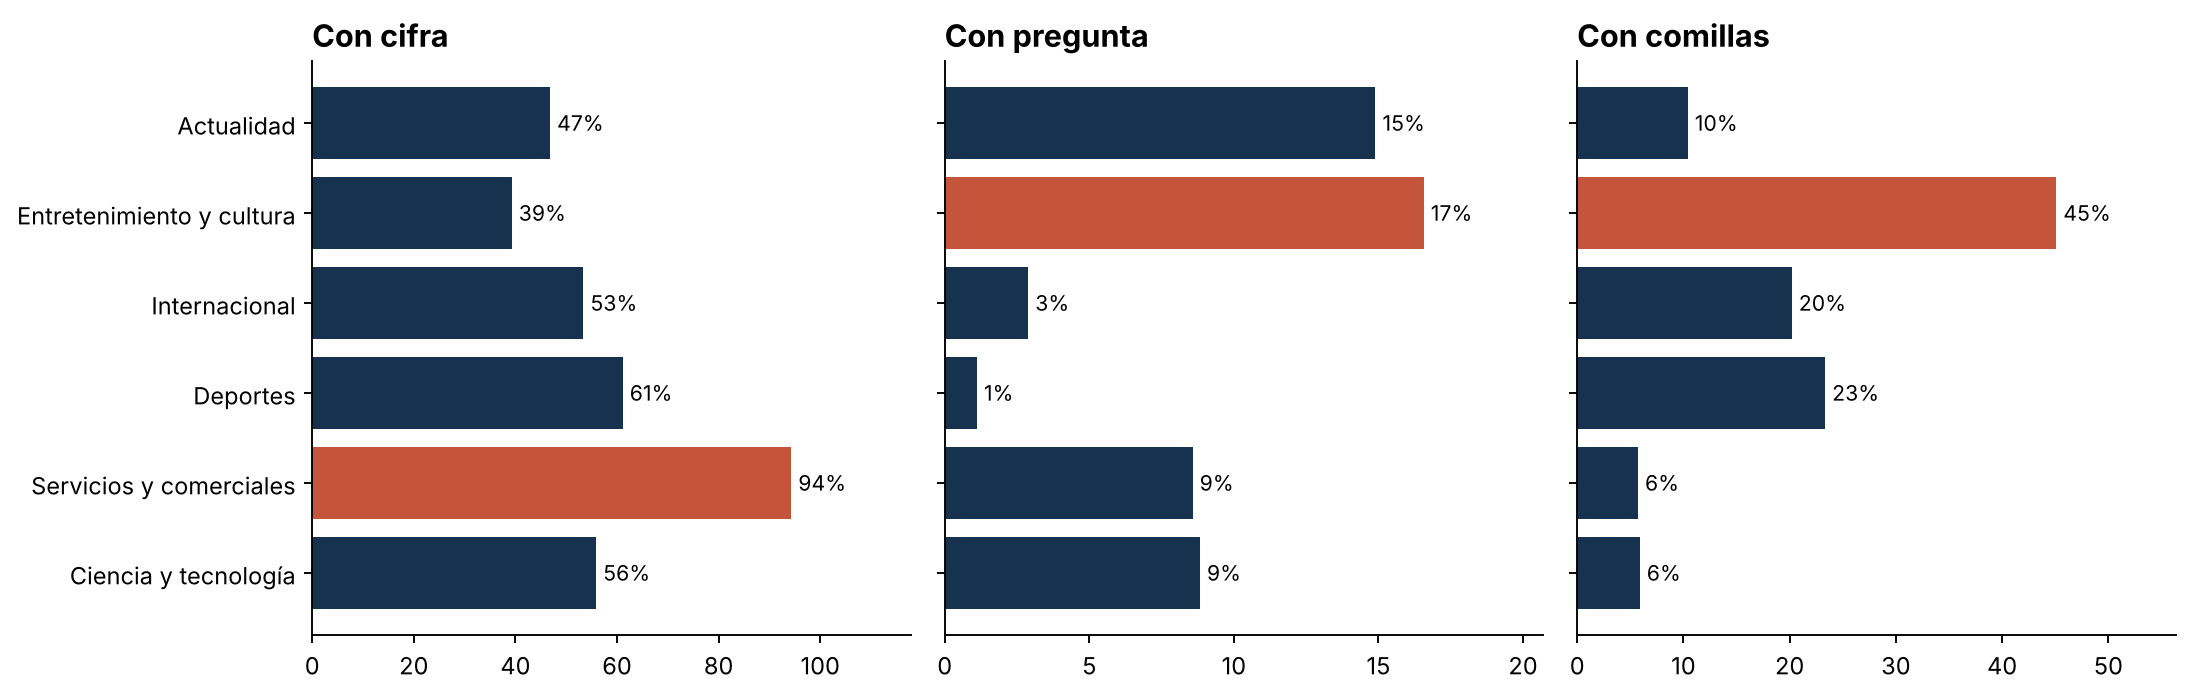 Con cifra
Con pregunta
Con comillas
Actualidad
47%
15%
10%
Entretenimiento y cultura
39%
17%
45%
Internacional
53%
3%
20%
Deportes
61%
1%
23%
Servicios y comerciales
94%
9%
6%
Ciencia y tecnología
56%
9%
6%
0 20 40 60 80 100
0 5 10 15 20
0 10 20 30 40 50